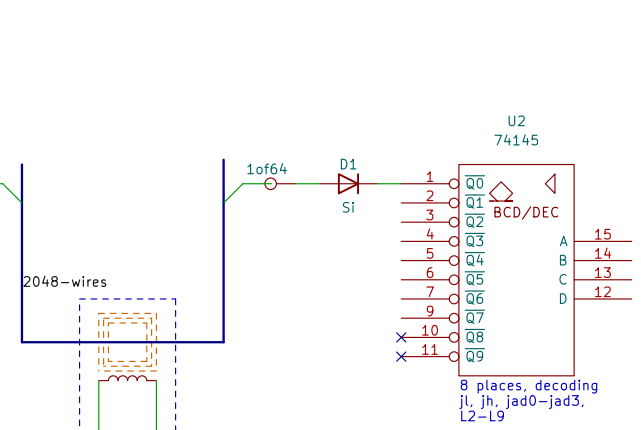 U2
74145
1of64
D1
Si
1
2
3
4
5
6
7
9
10
11
Q0
Q1
Q2
Q3
Q4
Q5
Q6
Q7
Q8
Q9
BCD/DEC
A
B
C
D
15
14
13
12
2048-wires
8 places, decoding
jl, jh, jad0-jad3,
L2-L9